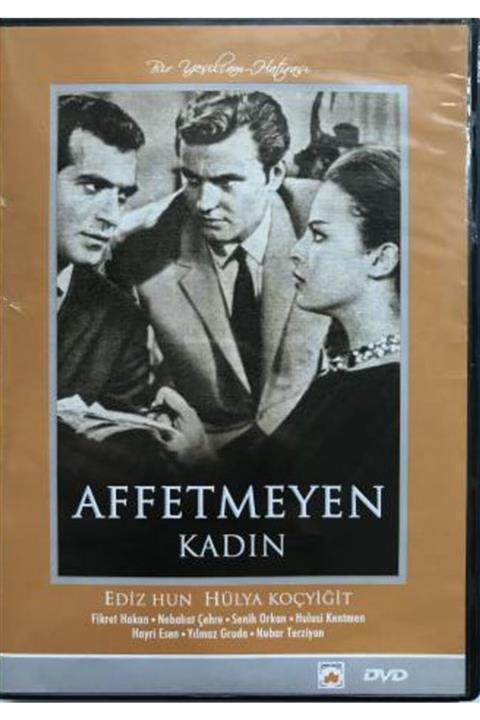 Bir Yeşilçam Hatırası
AFFETMEYEN
KADIN
EDİZ HUN HÜLYA KOÇYİĞİT
Fikret Hakan • Nebahat Çehre • Senih Orkan • Hulusi Kentmen
Hayri Esen • Yılmaz Gruda • Nubar Terziyan
DVD